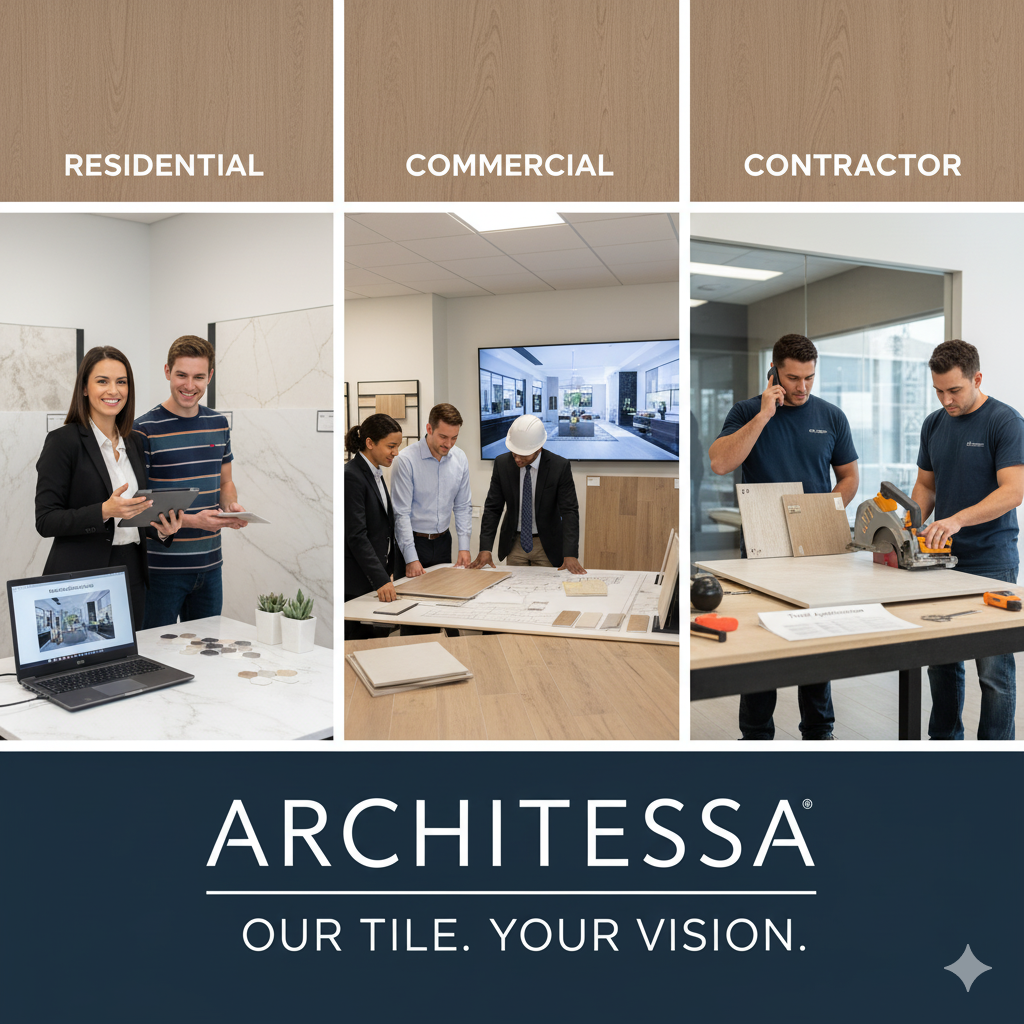 RESIDENTIAL
COMMERCIAL
CONTRACTOR
ARCHITESSA®
OUR TILE. YOUR VISION.